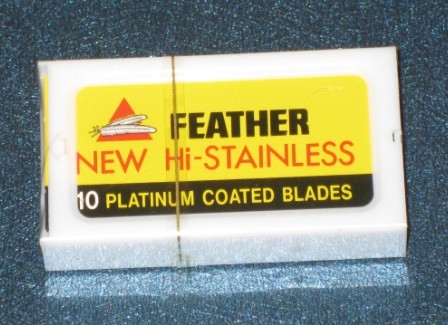 FEATHER
NEW Hi-STAINLESS
10 PLATINUM COATED BLADES